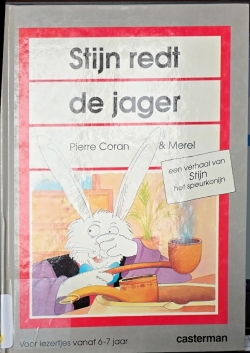 Stijn redt
de jager
Pierre Coran & Merel
een verhaal van
Stijn
het speurkonijn
voor lezertjes vanaf 6-7 jaar
casterman